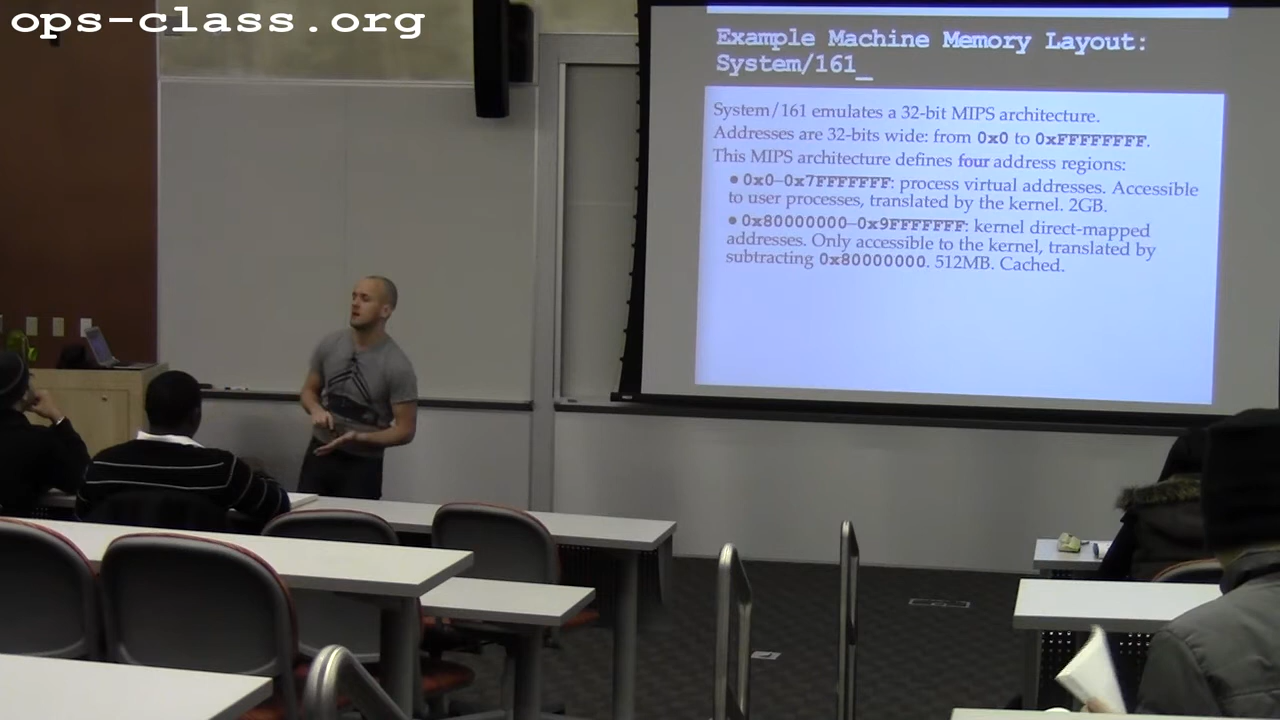 ops-class.org
Example Machine Memory Layout:
System/161_
System/161 emulates a 32-bit MIPS architecture.
Addresses are 32-bits wide: from 0x0 to 0xFFFFFFFF.
This MIPS architecture defines four address regions:
• 0x0–0x7FFFFFFF: process virtual addresses. Accessible
to user processes, translated by the kernel. 2GB.
• 0x80000000–0x9FFFFFFF: kernel direct-mapped
addresses. Only accessible to the kernel, translated by
subtracting 0x80000000. 512MB. Cached.